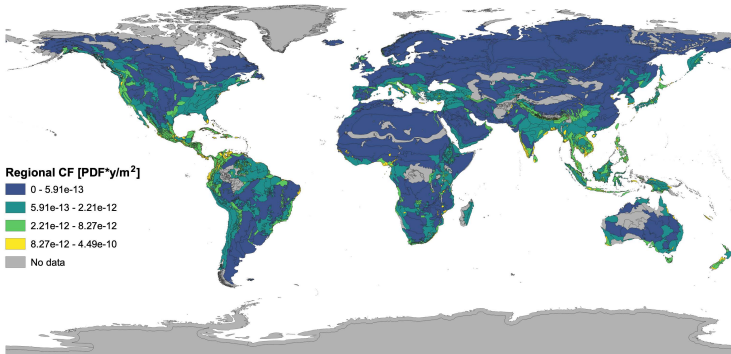 Regional CF [PDF*y/m²]
0 - 5.91e-13
5.91e-13 - 2.21e-12
2.21e-12 - 8.27e-12
8.27e-12 - 4.49e-10
No data